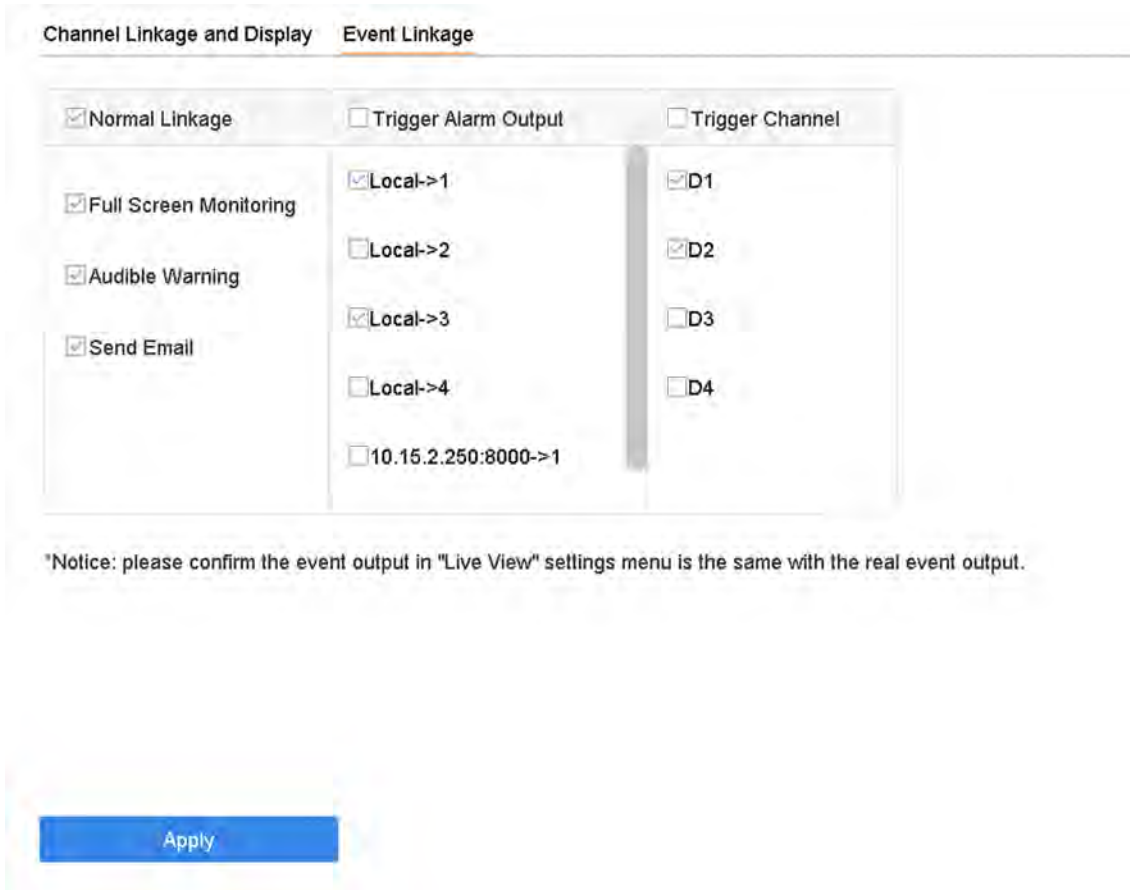 Channel Linkage and Display Event Linkage
Normal Linkage Trigger Alarm Output Trigger Channel
Local->1 D1
Full Screen Monitoring
Local->2 D2
Audible Warning
Local->3 D3
Send Email
Local->4 D4
10.15.2.250:8000->1
*Notice: please confirm the event output in "Live View" settings menu is the same with the real event output.
Apply